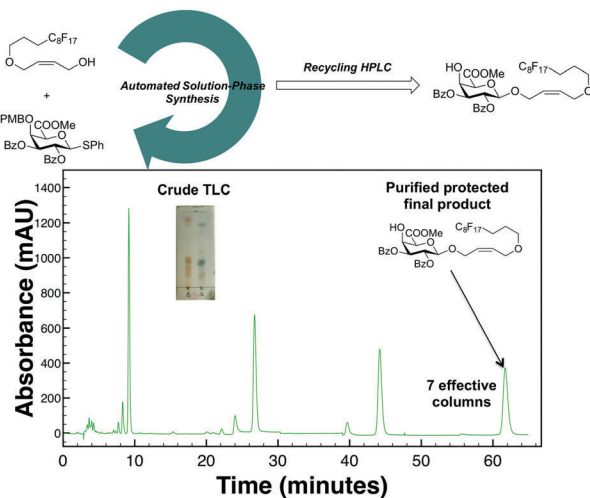 C8F17
O
OH
+
PMBO
COOMe
O
BzO
SPh
BzO
Automated Solution-Phase
Synthesis
Recycling HPLC
HO
COOMe
O
BzO
O
BzO
C8F17
O
Crude TLC
Purified protected
final product
HO
COOMe
O
BzO
O
BzO
C8F17
O
7 effective
columns
Absorbance (mAU)
1400
1200
1000
800
600
400
200
0
0
10
20
30
40
50
60
Time (minutes)